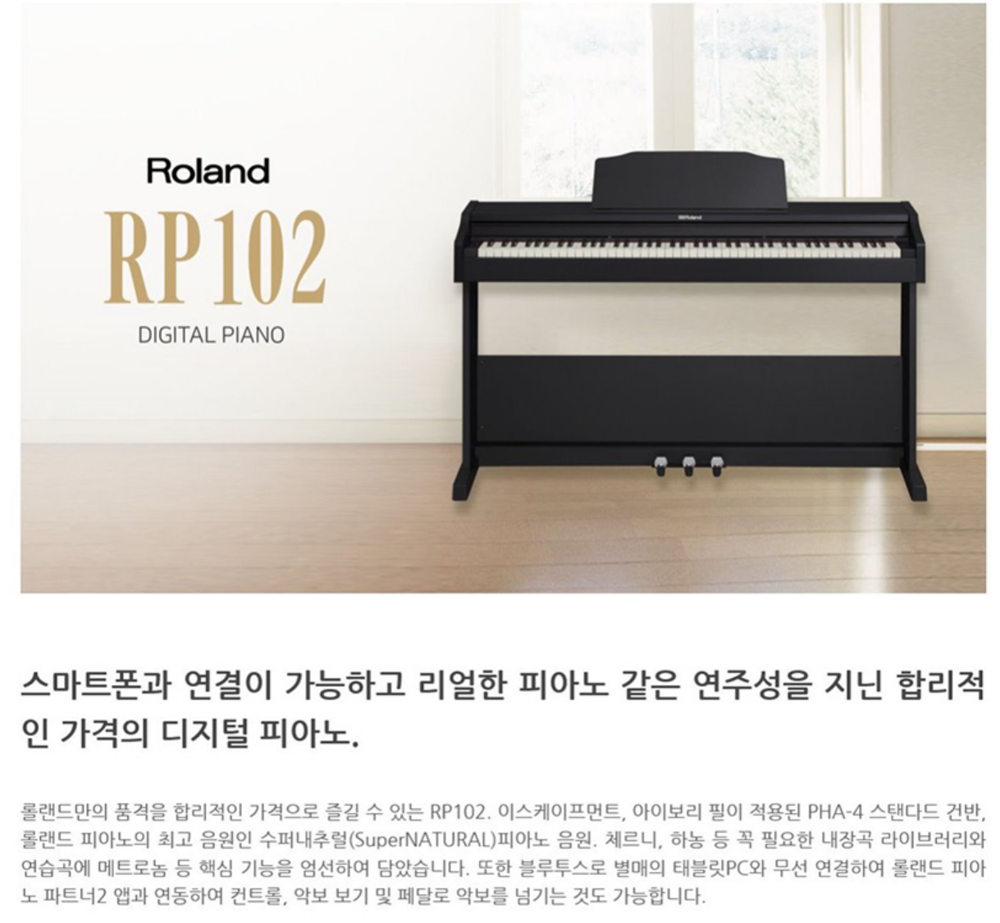 Roland
RP102
DIGITAL PIANO
Roland
스마트폰과 연결이 가능하고 리얼한 피아노 같은 연주성을 지닌 합리적
인 가격의 디지털 피아노.
롤랜드만의 품격을 합리적인 가격으로 즐길 수 있는 RP102. 이스케이프먼트, 아이보리 필이 적용된 PHA-4 스탠다드 건반,
롤랜드 피아노의 최고 음원인 수퍼내추럴(SuperNATURAL)피아노 음원. 체르니, 하농 등 꼭 필요한 내장곡 라이브러리와
연습곡에 메트로놈 등 핵심 기능을 엄선하여 담았습니다. 또한 블루투스로 별매의 태블릿PC와 무선 연결하여 롤랜드 피아
노 파트너2 앱과 연동하여 컨트롤, 악보 보기 및 페달로 악보를 넘기는 것도 가능합니다.